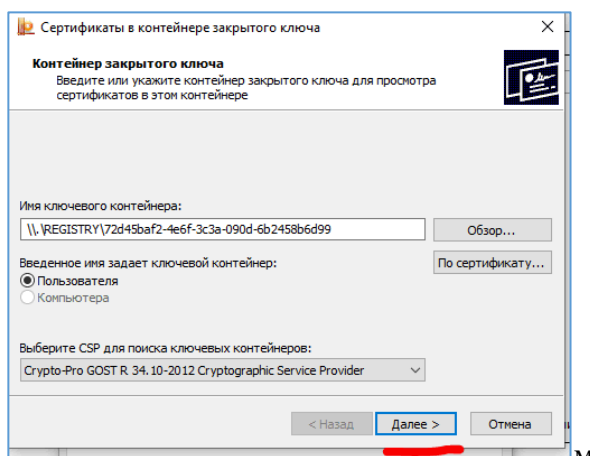 Сертификаты в контейнере закрытого ключа
Контейнер закрытого ключа
Введите или укажите контейнер закрытого ключа для просмотра
сертификатов в этом контейнере
Имя ключевого контейнера:
\\.\REGISTRY\72d45baf2-4e6f-3c3a-090d-6b2458b6d99
Обзор...
Введенное имя задает ключевой контейнер:
По сертификату...
Пользователя
Компьютера
Выберите CSP для поиска ключевых контейнеров:
Crypto-Pro GOST R 34.10-2012 Cryptographic Service Provider
< Назад Далее > Отмена